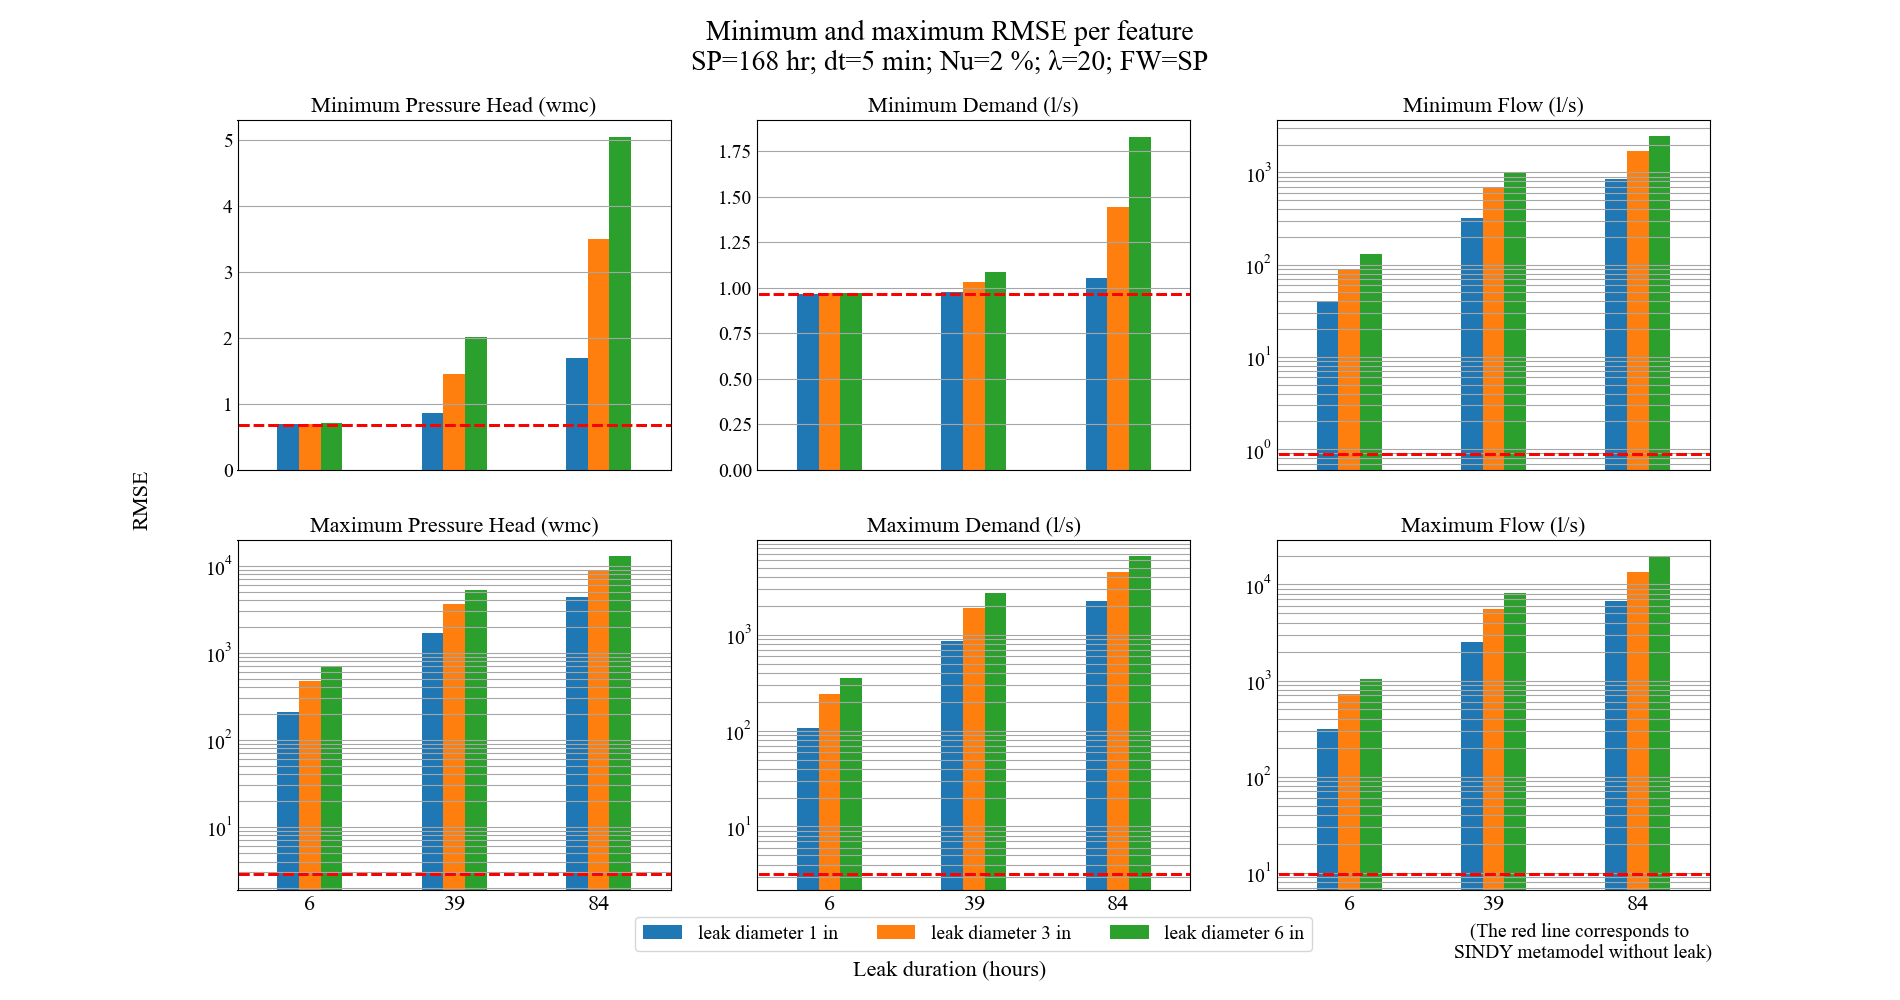 Minimum and maximum RMSE per feature
SP=168 hr; dt=5 min; Nu=2 %; λ=20; FW=SP
Minimum Pressure Head (wmc)
5
4
3
2
1
0
Minimum Demand (l/s)
1.75
1.50
1.25
1.00
0.75
0.50
0.25
0.00
Minimum Flow (l/s)
10³
10²
10¹
10⁰
RMSE
Maximum Pressure Head (wmc)
10⁴
10³
10²
10¹
6 39 84
Maximum Demand (l/s)
10³
10²
10¹
6 39 84
Maximum Flow (l/s)
10⁴
10³
10²
10¹
6 39 84
leak diameter 1 in leak diameter 3 in leak diameter 6 in
(The red line corresponds to
SINDY metamodel without leak)
Leak duration (hours)